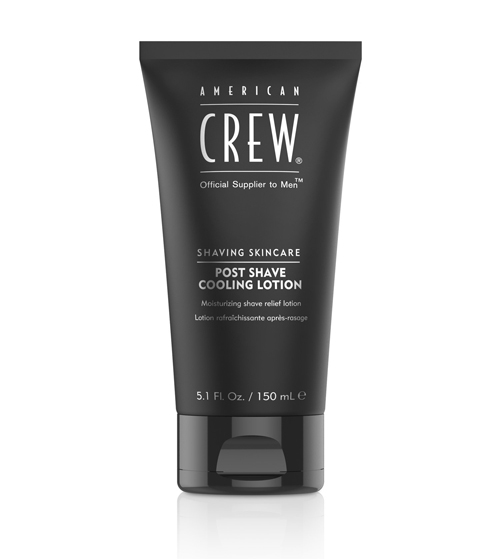 AMERICAN
CREW®
Official Supplier to Men™
SHAVING SKINCARE
POST SHAVE
COOLING LOTION
Moisturizing shave relief lotion
Lotion rafraîchissante après-rasage
5.1 FL Oz. / 150 mL ℮